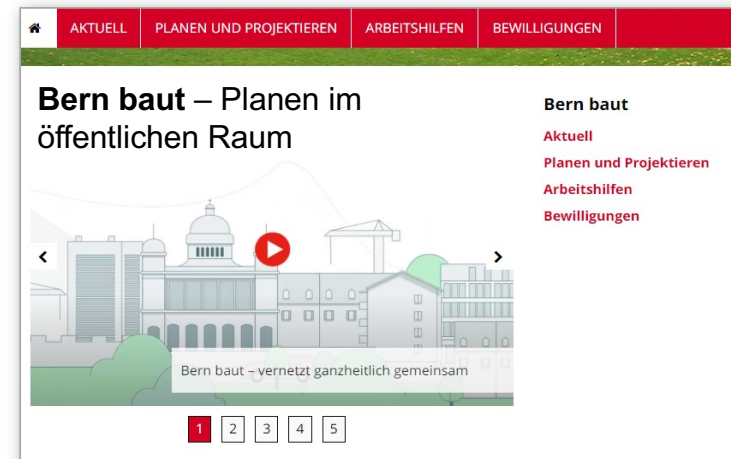 AKTUELL PLANEN UND PROJEKTIEREN ARBEITSHILFEN BEWILLIGUNGEN
Bern baut – Planen im
öffentlichen Raum
Bern baut – vernetzt ganzheitlich gemeinsam
1 2 3 4 5
Bern baut
Aktuell
Planen und Projektieren
Arbeitshilfen
Bewilligungen